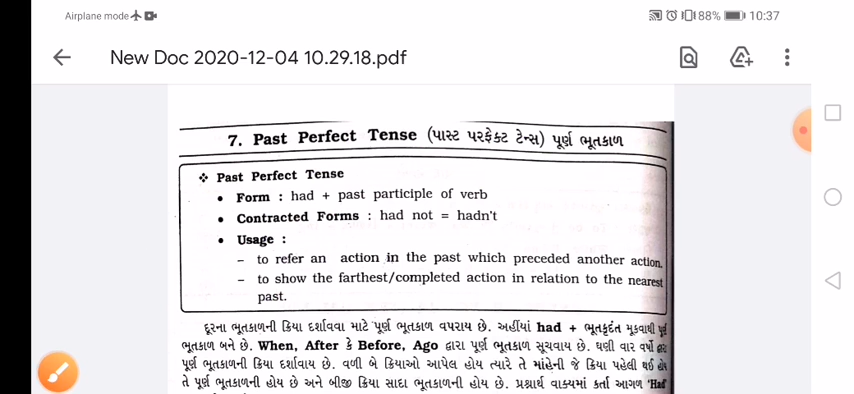 Airplane mode
88% 10:37
New Doc 2020-12-04 10.29.18.pdf
7. Past Perfect Tense (પાસ્ટ પરફેક્ટ ટેન્સ) પૂર્ણ ભૂતકાળ
❖ Past Perfect Tense
• Form : had + past participle of verb
• Contracted Forms : had not = hadn't
• Usage :
– to refer an action in the past which preceded another action.
– to show the farthest/completed action in relation to the nearest
past.
દૂરના ભૂતકાળની ક્રિયા દર્શાવવા માટે પૂર્ણ ભૂતકાળ વપરાય છે. અહીંયાં had + ભૂતકૃદંત મૂકવાથી પૂર્ણ
ભૂતકાળ બને છે. When, After કે Before, Ago દ્વારા પૂર્ણ ભૂતકાળ સૂચવાય છે. ઘણી વાર વર્ષો દ્વારા
પૂર્ણ ભૂતકાળની ક્રિયા દર્શાવાય છે. વળી બે ક્રિયાઓ આપેલ હોય ત્યારે તે માંહેની જે ક્રિયા પહેલી થઈ હોય
તે પૂર્ણ ભૂતકાળની હોય છે અને બીજી ક્રિયા સાદા ભૂતકાળની હોય છે. પ્રશ્નાર્થ વાક્યમાં કર્તા આગળ 'Had'